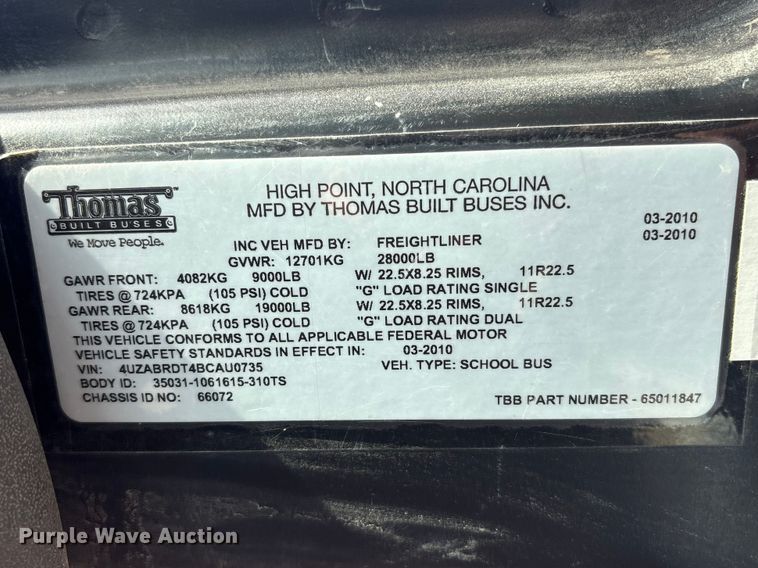 Thomas™
BUILT BUSES
We Move People.
HIGH POINT, NORTH CAROLINA
MFD BY THOMAS BUILT BUSES INC.
03-2010
INC VEH MFD BY: FREIGHTLINER 03-2010
GVWR: 12701KG 28000LB
GAWR FRONT: 4082KG 9000LB W/ 22.5X8.25 RIMS, 11R22.5
TIRES @ 724KPA (105 PSI) COLD "G" LOAD RATING SINGLE
GAWR REAR: 8618KG 19000LB W/ 22.5X8.25 RIMS, 11R22.5
TIRES @ 724KPA (105 PSI) COLD "G" LOAD RATING DUAL
THIS VEHICLE CONFORMS TO ALL APPLICABLE FEDERAL MOTOR
VEHICLE SAFETY STANDARDS IN EFFECT IN: 03-2010
VIN: 4UZABRDT4BCAU0735 VEH. TYPE: SCHOOL BUS
BODY ID: 35031-1061615-310TS
CHASSIS ID NO: 66072 TBB PART NUMBER - 65011847
Purple Wave Auction